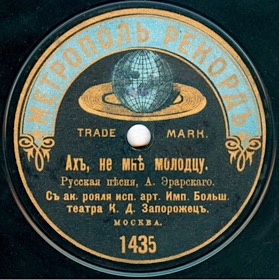 МЕТРОПОЛЬ РЕКОРДЪ
TRADE MARK.
Ахъ, не мнѣ молодцу.
Русская пѣсня, А. Эрарскаго.
Съ ак. рояля исп. арт. Имп. Больш.
театра К. Д. Запорожецъ.
МОСКВА.
1435